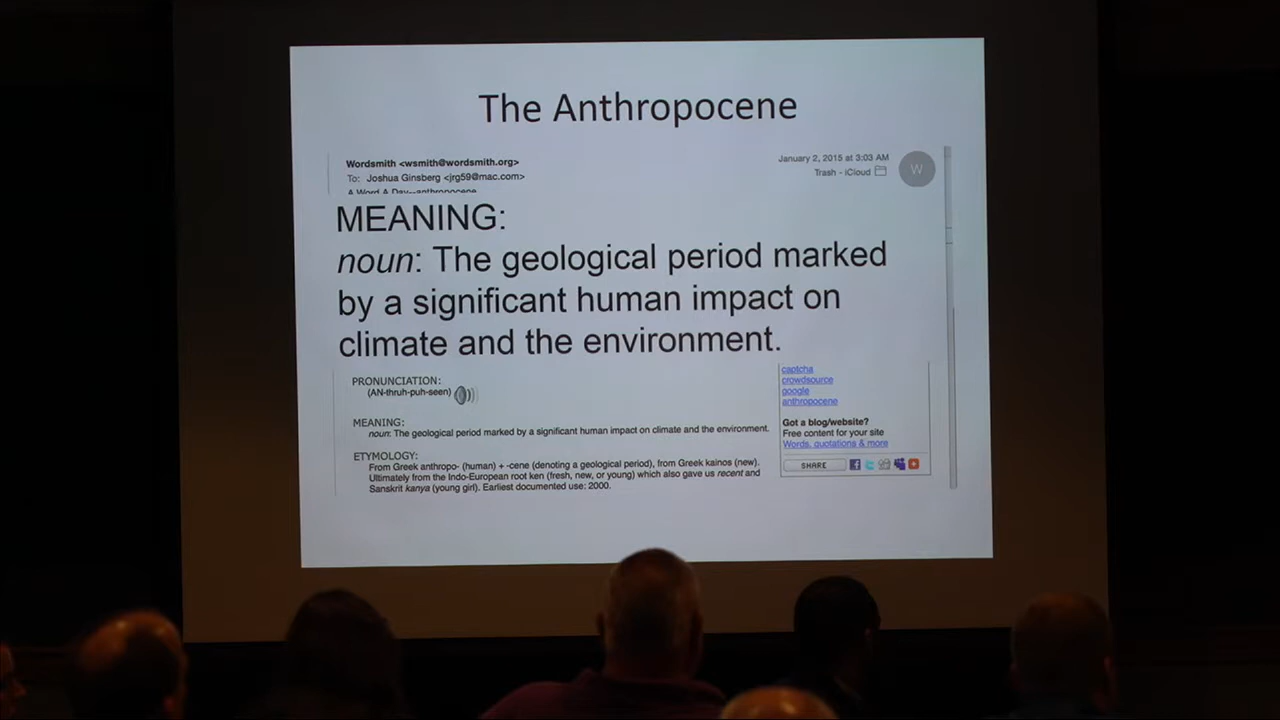 The Anthropocene
Wordsmith <wsmith@wordsmith.org>
January 2, 2015 at 3:03 AM
To: Joshua Ginsberg <jrg59@mac.com>
Trash - iCloud
W
A Word A Day--anthropocene
MEANING:
noun: The geological period marked
by a significant human impact on
climate and the environment.
PRONUNCIATION:
(AN-thruh-puh-seen)
MEANING:
noun: The geological period marked by a significant human impact on climate and the environment.
ETYMOLOGY:
From Greek anthropo- (human) + -cene (denoting a geological period), from Greek kainos (new).
Ultimately from the Indo-European root ken (fresh, new, or young) which also gave us recent and
Sanskrit kanya (young girl). Earliest documented use: 2000.
captcha
crowdsource
google
anthropocene
Got a blog/website?
Free content for your site
Words, quotations & more
SHARE